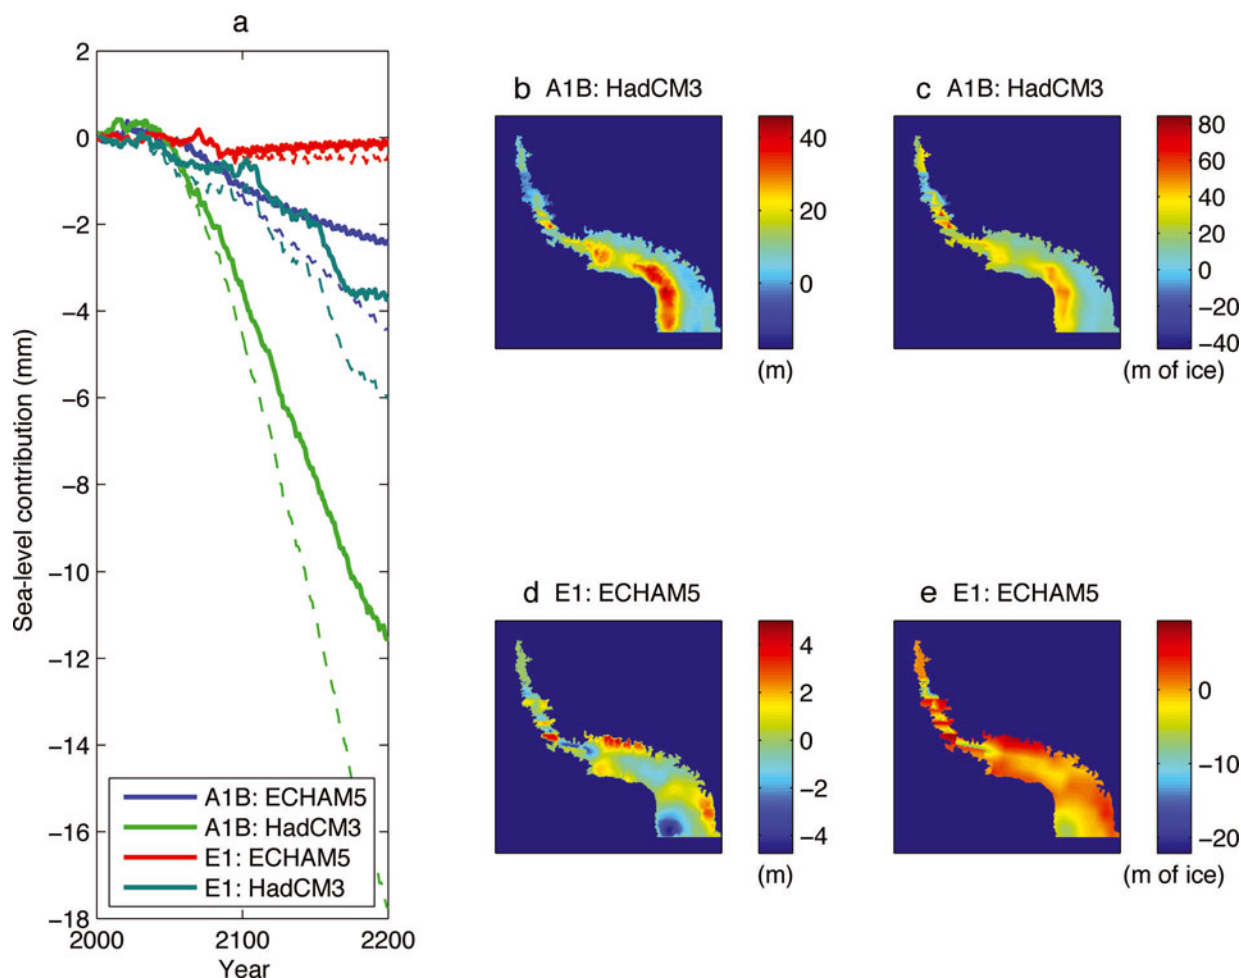 a
2
0
−2
−4
−6
−8
−10
−12
−14
−16
−18
2000 2100 2200
Year
Sea-level contribution (mm)
A1B: ECHAM5
A1B: HadCM3
E1: ECHAM5
E1: HadCM3
b A1B: HadCM3
40
20
0
(m)
c A1B: HadCM3
80
60
40
20
0
−20
−40
(m of ice)
d E1: ECHAM5
4
2
0
−2
−4
(m)
e E1: ECHAM5
0
−10
−20
(m of ice)